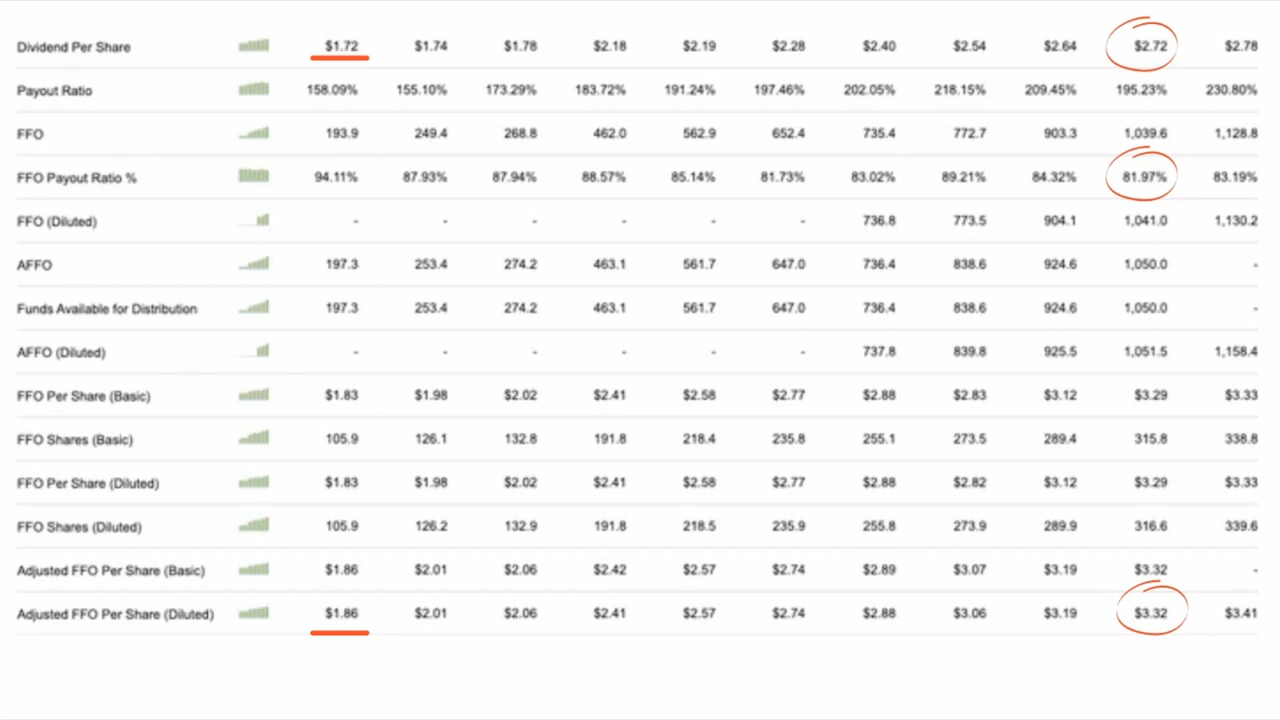 Dividend Per Share $1.72 $1.74 $1.78 $2.18 $2.19 $2.28 $2.40 $2.54 $2.64 $2.72 $2.78
Payout Ratio 158.09% 155.10% 173.29% 183.72% 191.24% 197.46% 202.05% 218.15% 209.45% 195.23% 230.80%
FFO 193.9 249.4 268.8 462.0 562.9 652.4 735.4 772.7 903.3 1,039.6 1,128.8
FFO Payout Ratio % 94.11% 87.93% 87.94% 88.57% 85.14% 81.73% 83.02% 89.21% 84.32% 81.97% 83.19%
FFO (Diluted) - - - - - - 736.8 773.5 904.1 1,041.0 1,130.2
AFFO 197.3 253.4 274.2 463.1 561.7 647.0 736.4 838.6 924.6 1,050.0 -
Funds Available for Distribution 197.3 253.4 274.2 463.1 561.7 647.0 736.4 838.6 924.6 1,050.0 -
AFFO (Diluted) - - - - - - 737.8 839.8 925.5 1,051.5 1,158.4
FFO Per Share (Basic) $1.83 $1.98 $2.02 $2.41 $2.58 $2.77 $2.88 $2.83 $3.12 $3.29 $3.33
FFO Shares (Basic) 105.9 126.1 132.8 191.8 218.4 235.8 255.1 273.5 289.4 315.8 338.8
FFO Per Share (Diluted) $1.83 $1.98 $2.02 $2.41 $2.58 $2.77 $2.88 $2.82 $3.12 $3.29 $3.33
FFO Shares (Diluted) 105.9 126.2 132.9 191.8 218.5 235.9 255.8 273.9 289.9 316.6 339.6
Adjusted FFO Per Share (Basic) $1.86 $2.01 $2.06 $2.42 $2.57 $2.74 $2.89 $3.07 $3.19 $3.32 -
Adjusted FFO Per Share (Diluted) $1.86 $2.01 $2.06 $2.41 $2.57 $2.74 $2.88 $3.06 $3.19 $3.32 $3.41